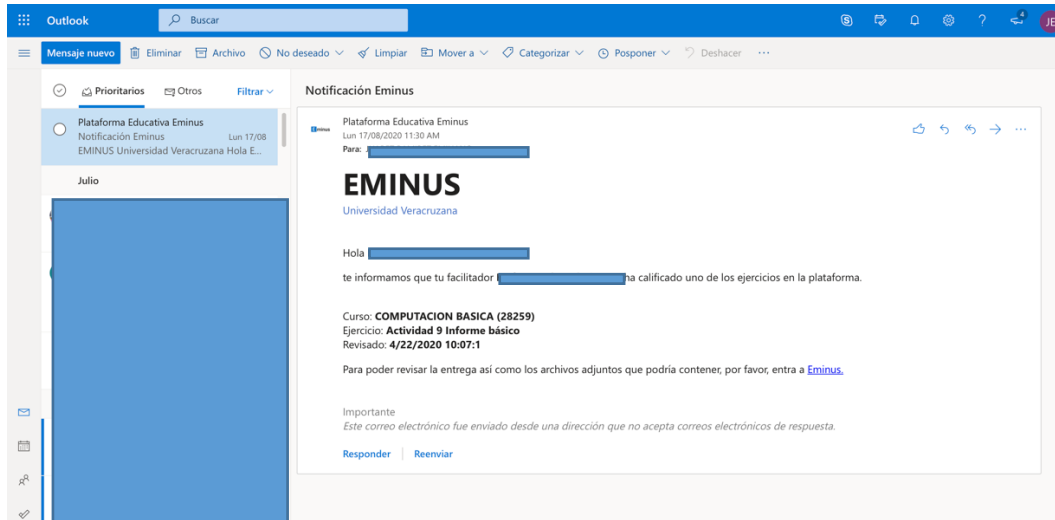 Outlook
Buscar
4
JE
Mensaje nuevo
Eliminar
Archivo
No deseado
Limpiar
Mover a
Categorizar
Posponer
Deshacer
Prioritarios
Otros
Filtrar
Plataforma Educativa Eminus
Notificación Eminus
Lun 17/08
EMINUS Universidad Veracruzana Hola E...
Julio
Notificación Eminus
Eminus
Plataforma Educativa Eminus
Lun 17/08/2020 11:30 AM
Para:
EMINUS
Universidad Veracruzana
Hola
te informamos que tu facilitador ha calificado uno de los ejercicios en la plataforma.
Curso: COMPUTACION BASICA (28259)
Ejercicio: Actividad 9 Informe básico
Revisado: 4/22/2020 10:07:1
Para poder revisar la entrega así como los archivos adjuntos que podría contener, por favor, entra a Eminus.
Importante
Este correo electrónico fue enviado desde una dirección que no acepta correos electrónicos de respuesta.
Responder
Reenviar